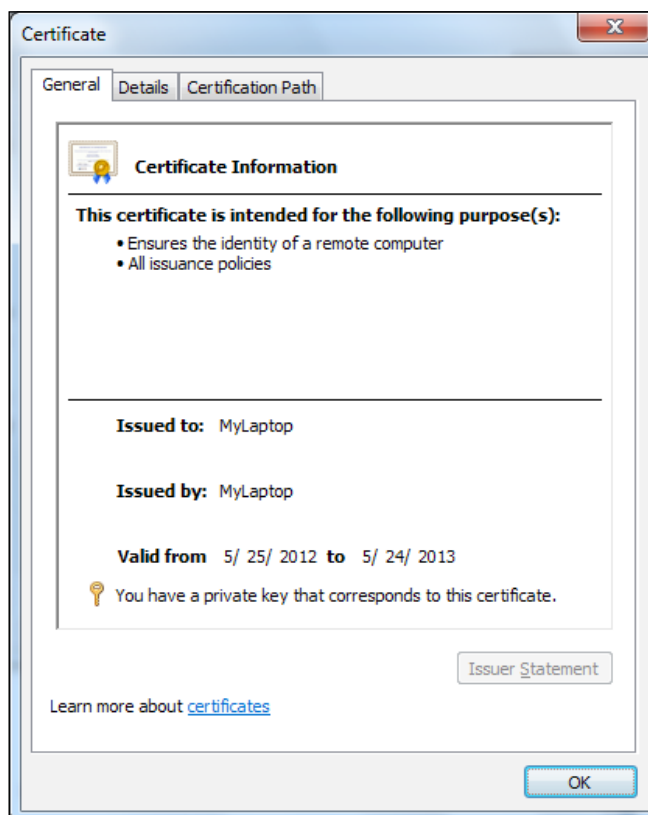 Certificate
General Details Certification Path
Certificate Information
This certificate is intended for the following purpose(s):
• Ensures the identity of a remote computer
• All issuance policies
Issued to: MyLaptop
Issued by: MyLaptop
Valid from 5/ 25/ 2012 to 5/ 24/ 2013
You have a private key that corresponds to this certificate.
Issuer Statement
Learn more about certificates
OK